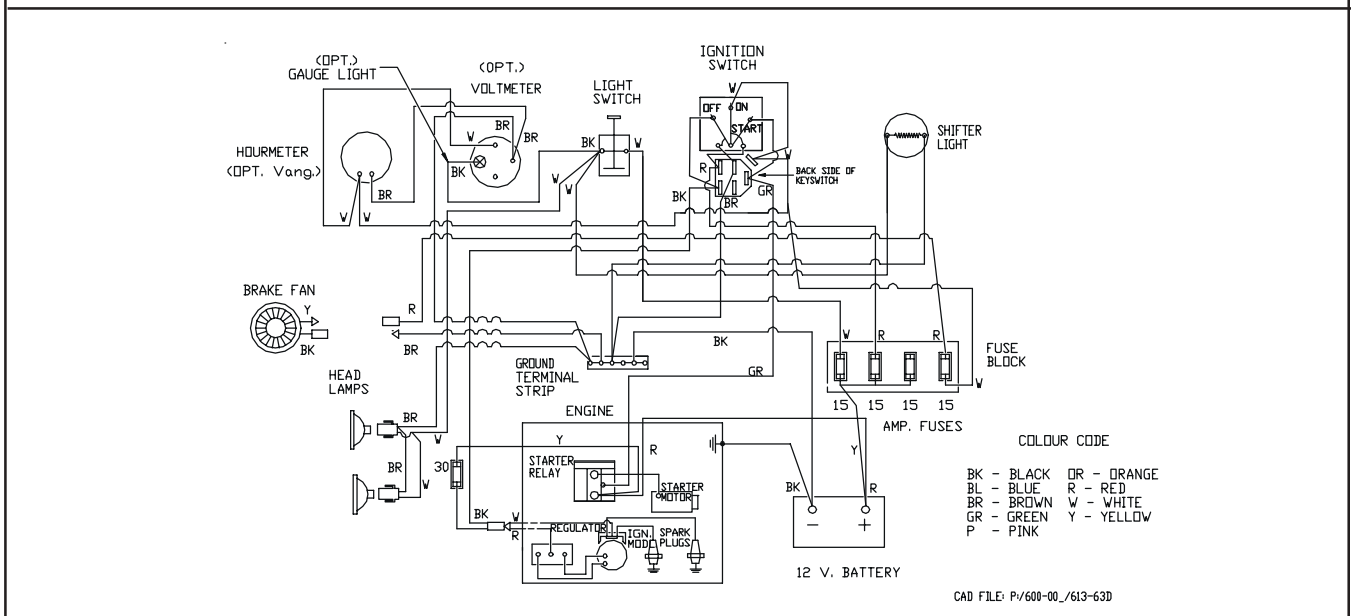 IGNITION
SWITCH
(OPT.)
GAUGE LIGHT
(OPT.)
VOLTMETER
LIGHT
SWITCH
W
OFF
ON
START
SHIFTER
LIGHT
HOURMETER
(OPT. Vang.)
BR
BR
W
BK
BK
W
R
W
BACK SIDE OF
KEYSWITCH
GR
BK
BR
BR
W
W
W
W
BRAKE FAN
Y
BK
R
BR
BK
GR
W
R
R
W
FUSE
BLOCK
15
15
15
15
AMP. FUSES
GROUND
TERMINAL
STRIP
HEAD
LAMPS
BR
W
BR
W
30
ENGINE
Y
R
STARTER
RELAY
STARTER
MOTOR
BK
W
R
REGULATOR
IGN.
MOD.
SPARK
PLUGS
Y
BK
R
-
+
12 V. BATTERY
COLOUR CODE
BK - BLACK OR - ORANGE
BL - BLUE R - RED
BR - BROWN W - WHITE
GR - GREEN Y - YELLOW
P - PINK
CAD FILE: P:/600-00_/613-63D